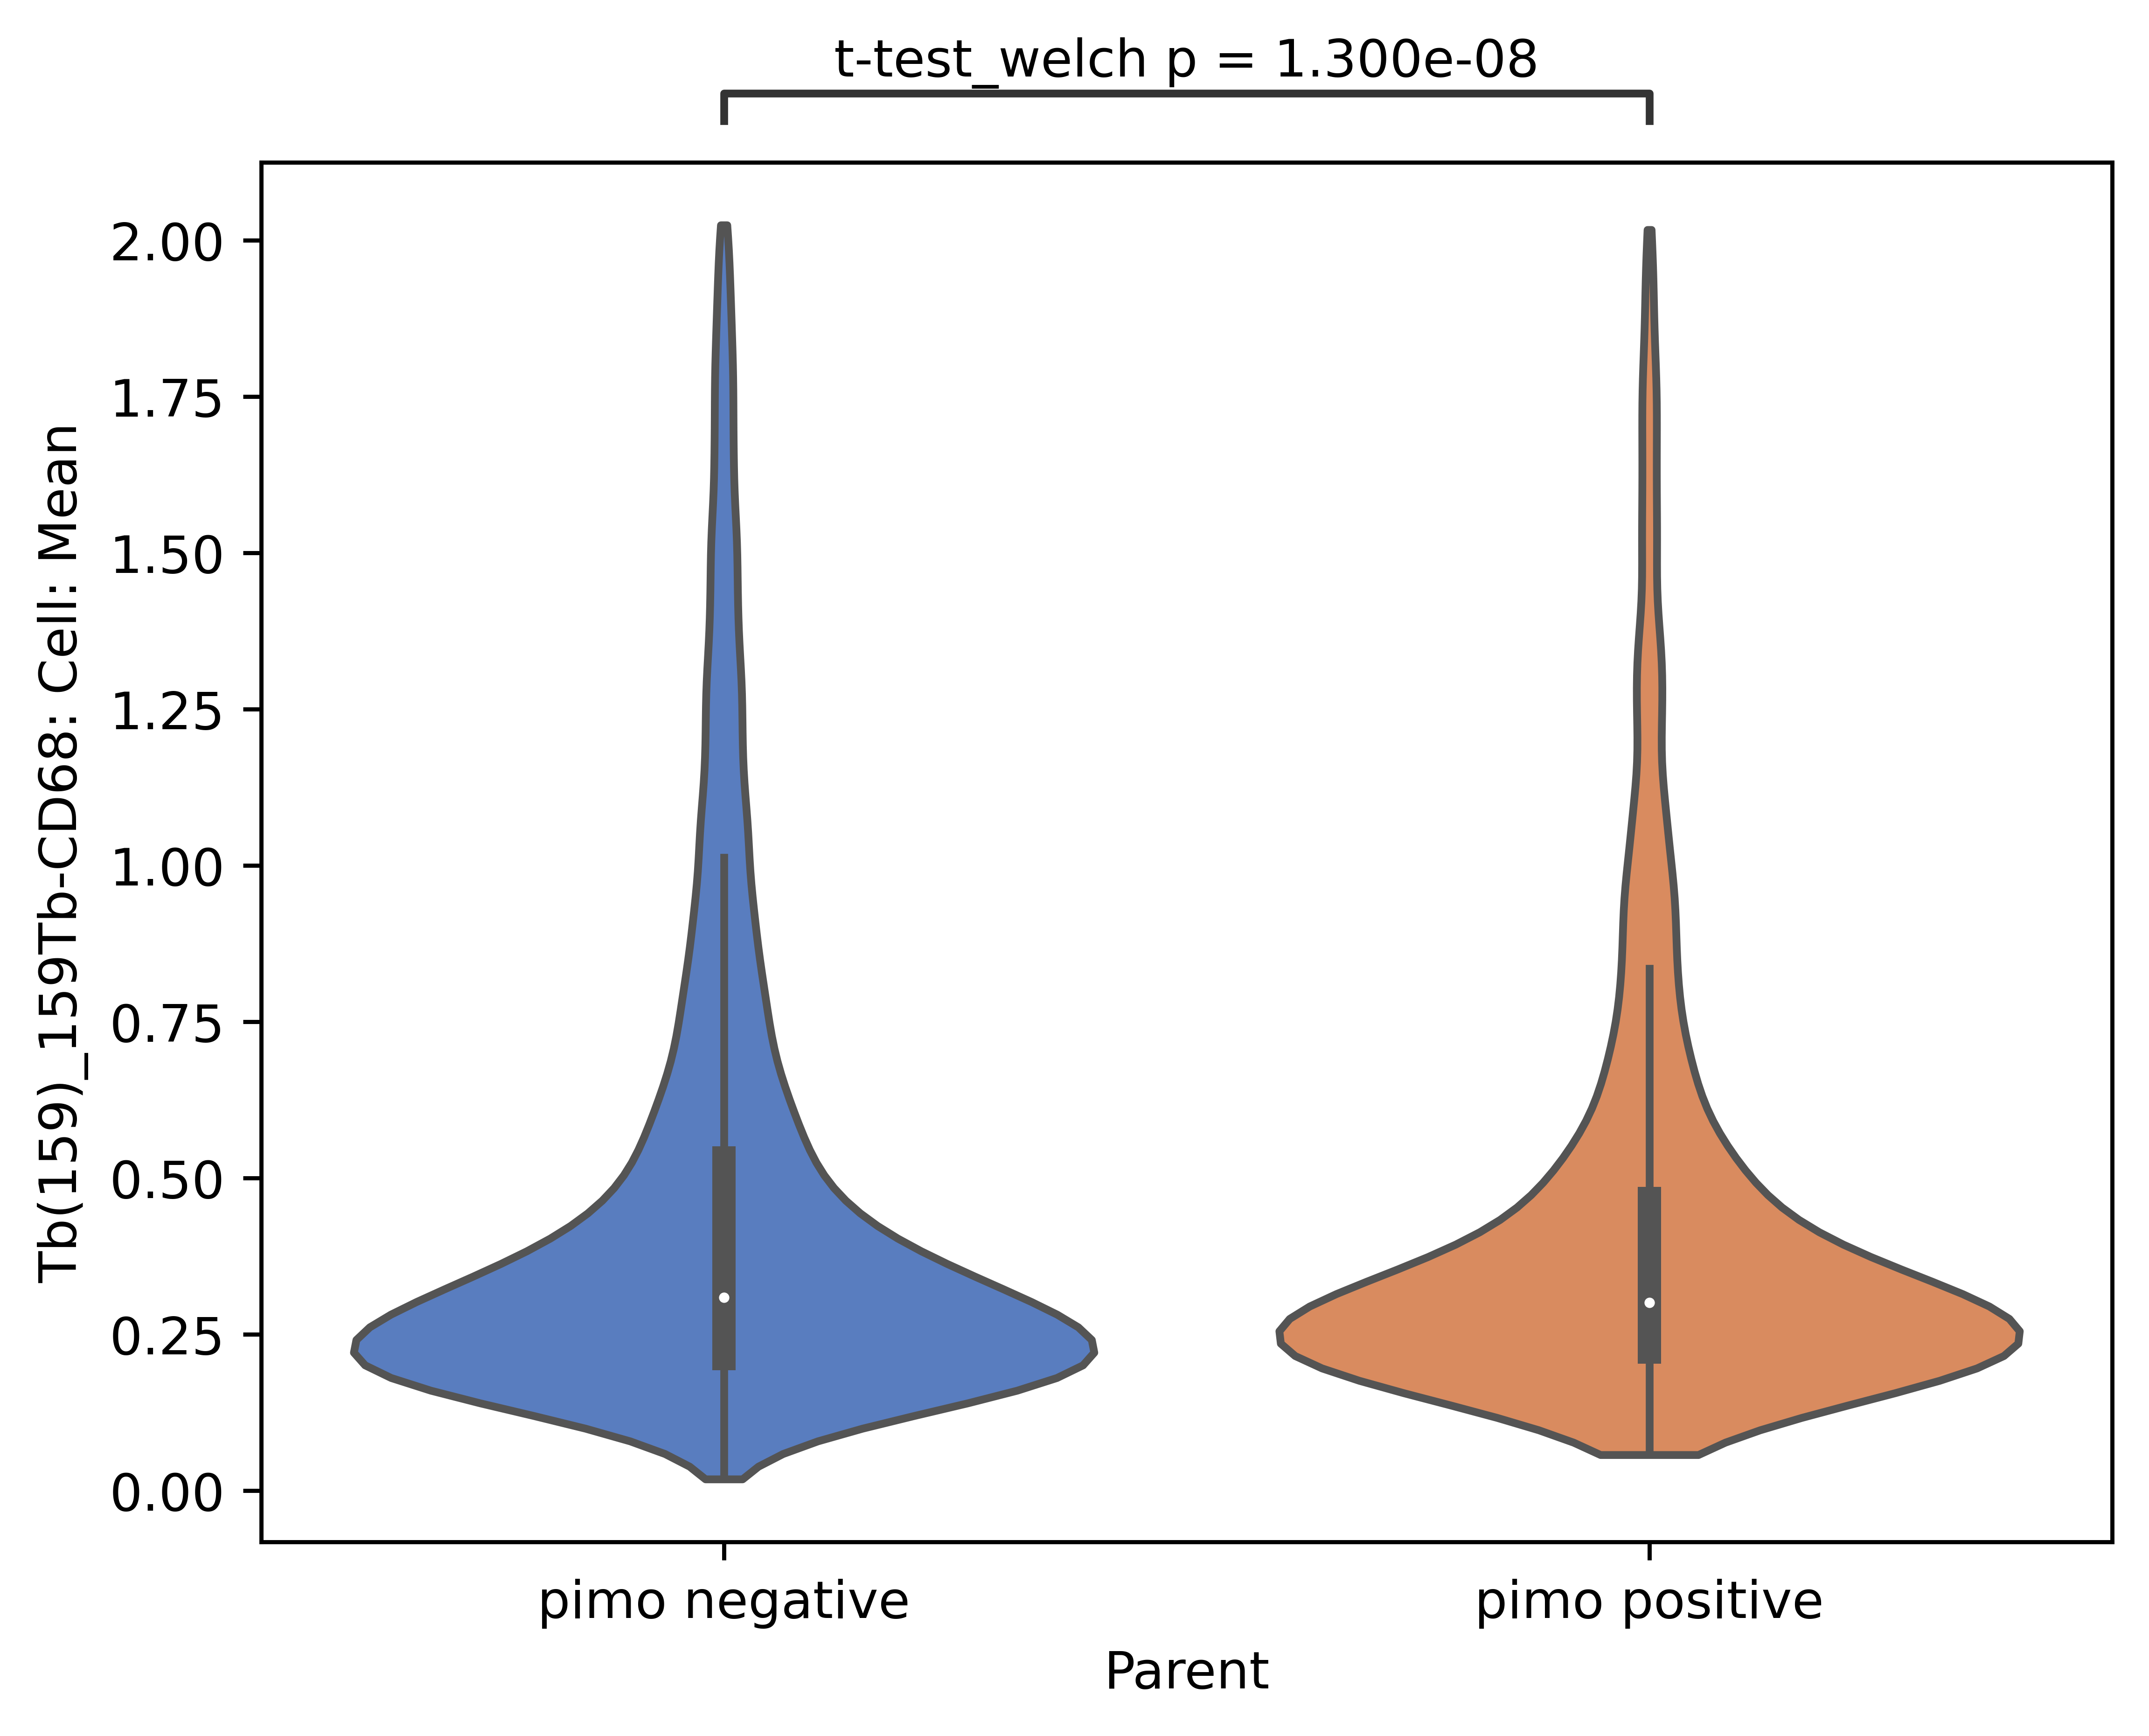 t-test_welch p = 1.300e-08
Tb(159)_159Tb-CD68: Cell: Mean
2.00
1.75
1.50
1.25
1.00
0.75
0.50
0.25
0.00
pimo negative
pimo positive
Parent